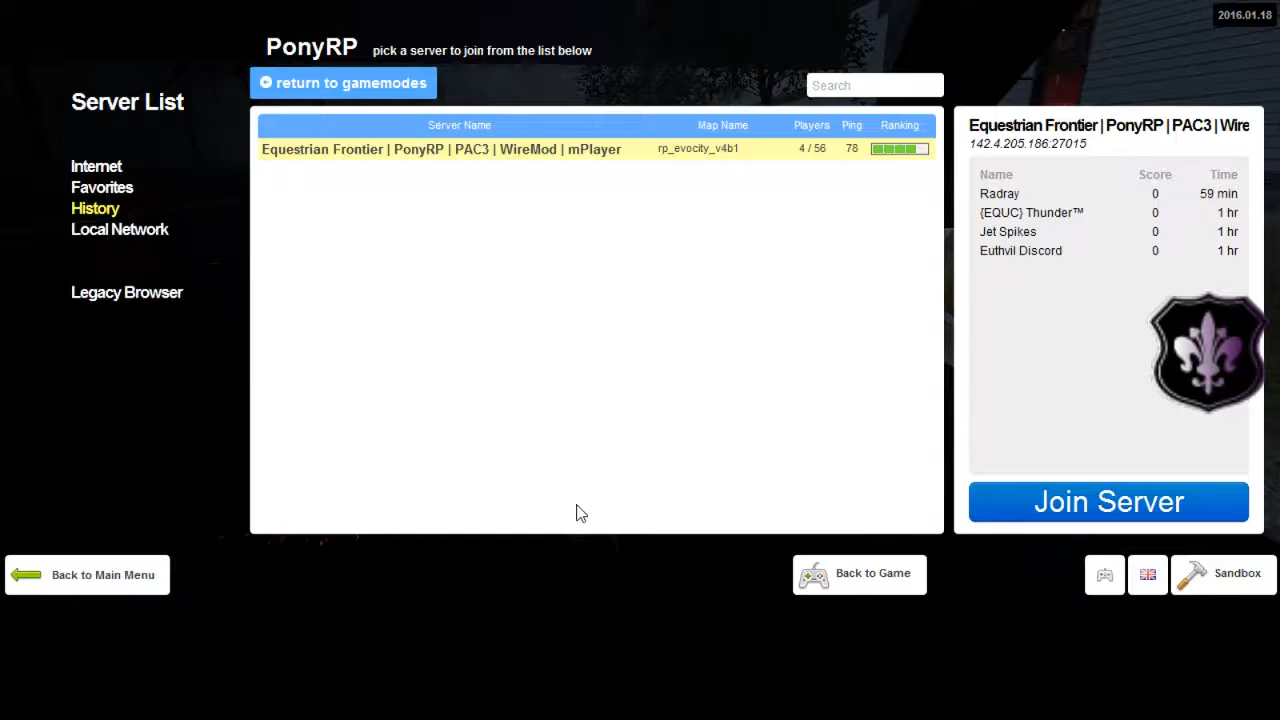 2016.01.18
PonyRP pick a server to join from the list below
return to gamemodes
Search
Server List
Internet
Favorites
History
Local Network
Legacy Browser
Server Name Map Name Players Ping Ranking
Equestrian Frontier | PonyRP | PAC3 | WireMod | mPlayer rp_evocity_v4b1 4 / 56 78
Equestrian Frontier | PonyRP | PAC3 | Wire
142.4.205.186:27015
Name Score Time
Radray 0 59 min
{EQUC} Thunder™ 0 1 hr
Jet Spikes 0 1 hr
Euthvil Discord 0 1 hr
Join Server
Back to Main Menu
Back to Game
Sandbox